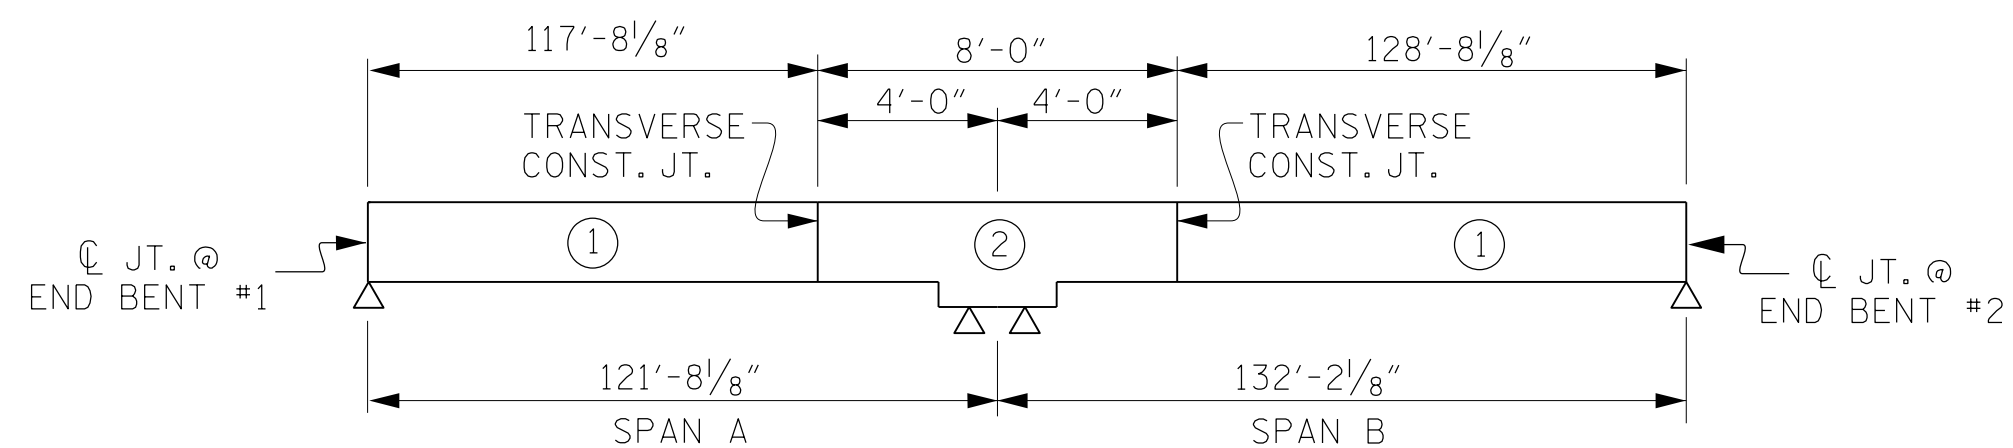 117'-8 1/8" 8'-0" 128'-8 1/8"
4'-0" 4'-0"
TRANSVERSE
CONST. JT.
TRANSVERSE
CONST. JT.
1 2 1
℄ JT. @
END BENT #1
℄ JT. @
END BENT #2
121'-8 1/8" 132'-2 1/8"
SPAN A SPAN B